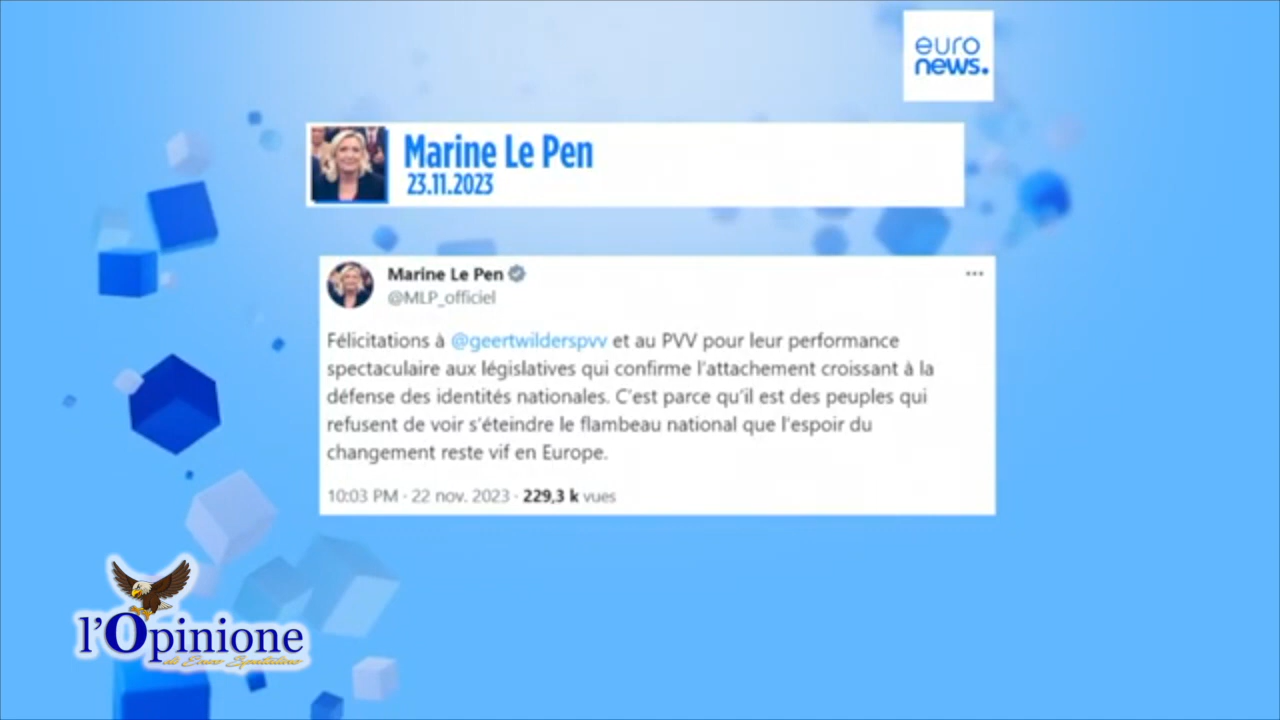 euro
news.
Marine Le Pen
23.11.2023
Marine Le Pen
@MLP_officiel
Félicitations à @geertwilderspvv et au PVV pour leur performance
spectaculaire aux législatives qui confirme l'attachement croissant à la
défense des identités nationales. C'est parce qu'il est des peuples qui
refusent de voir s'éteindre le flambeau national que l'espoir du
changement reste vif en Europe.
10:03 PM · 22 nov. 2023 · 229,3 k vues
l'Opinione